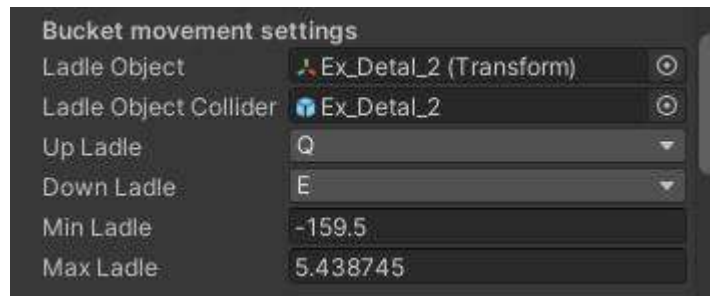 Bucket movement settings
Ladle Object Ex_Detal_2 (Transform)
Ladle Object Collider Ex_Detal_2
Up Ladle Q
Down Ladle E
Min Ladle -159.5
Max Ladle 5.438745